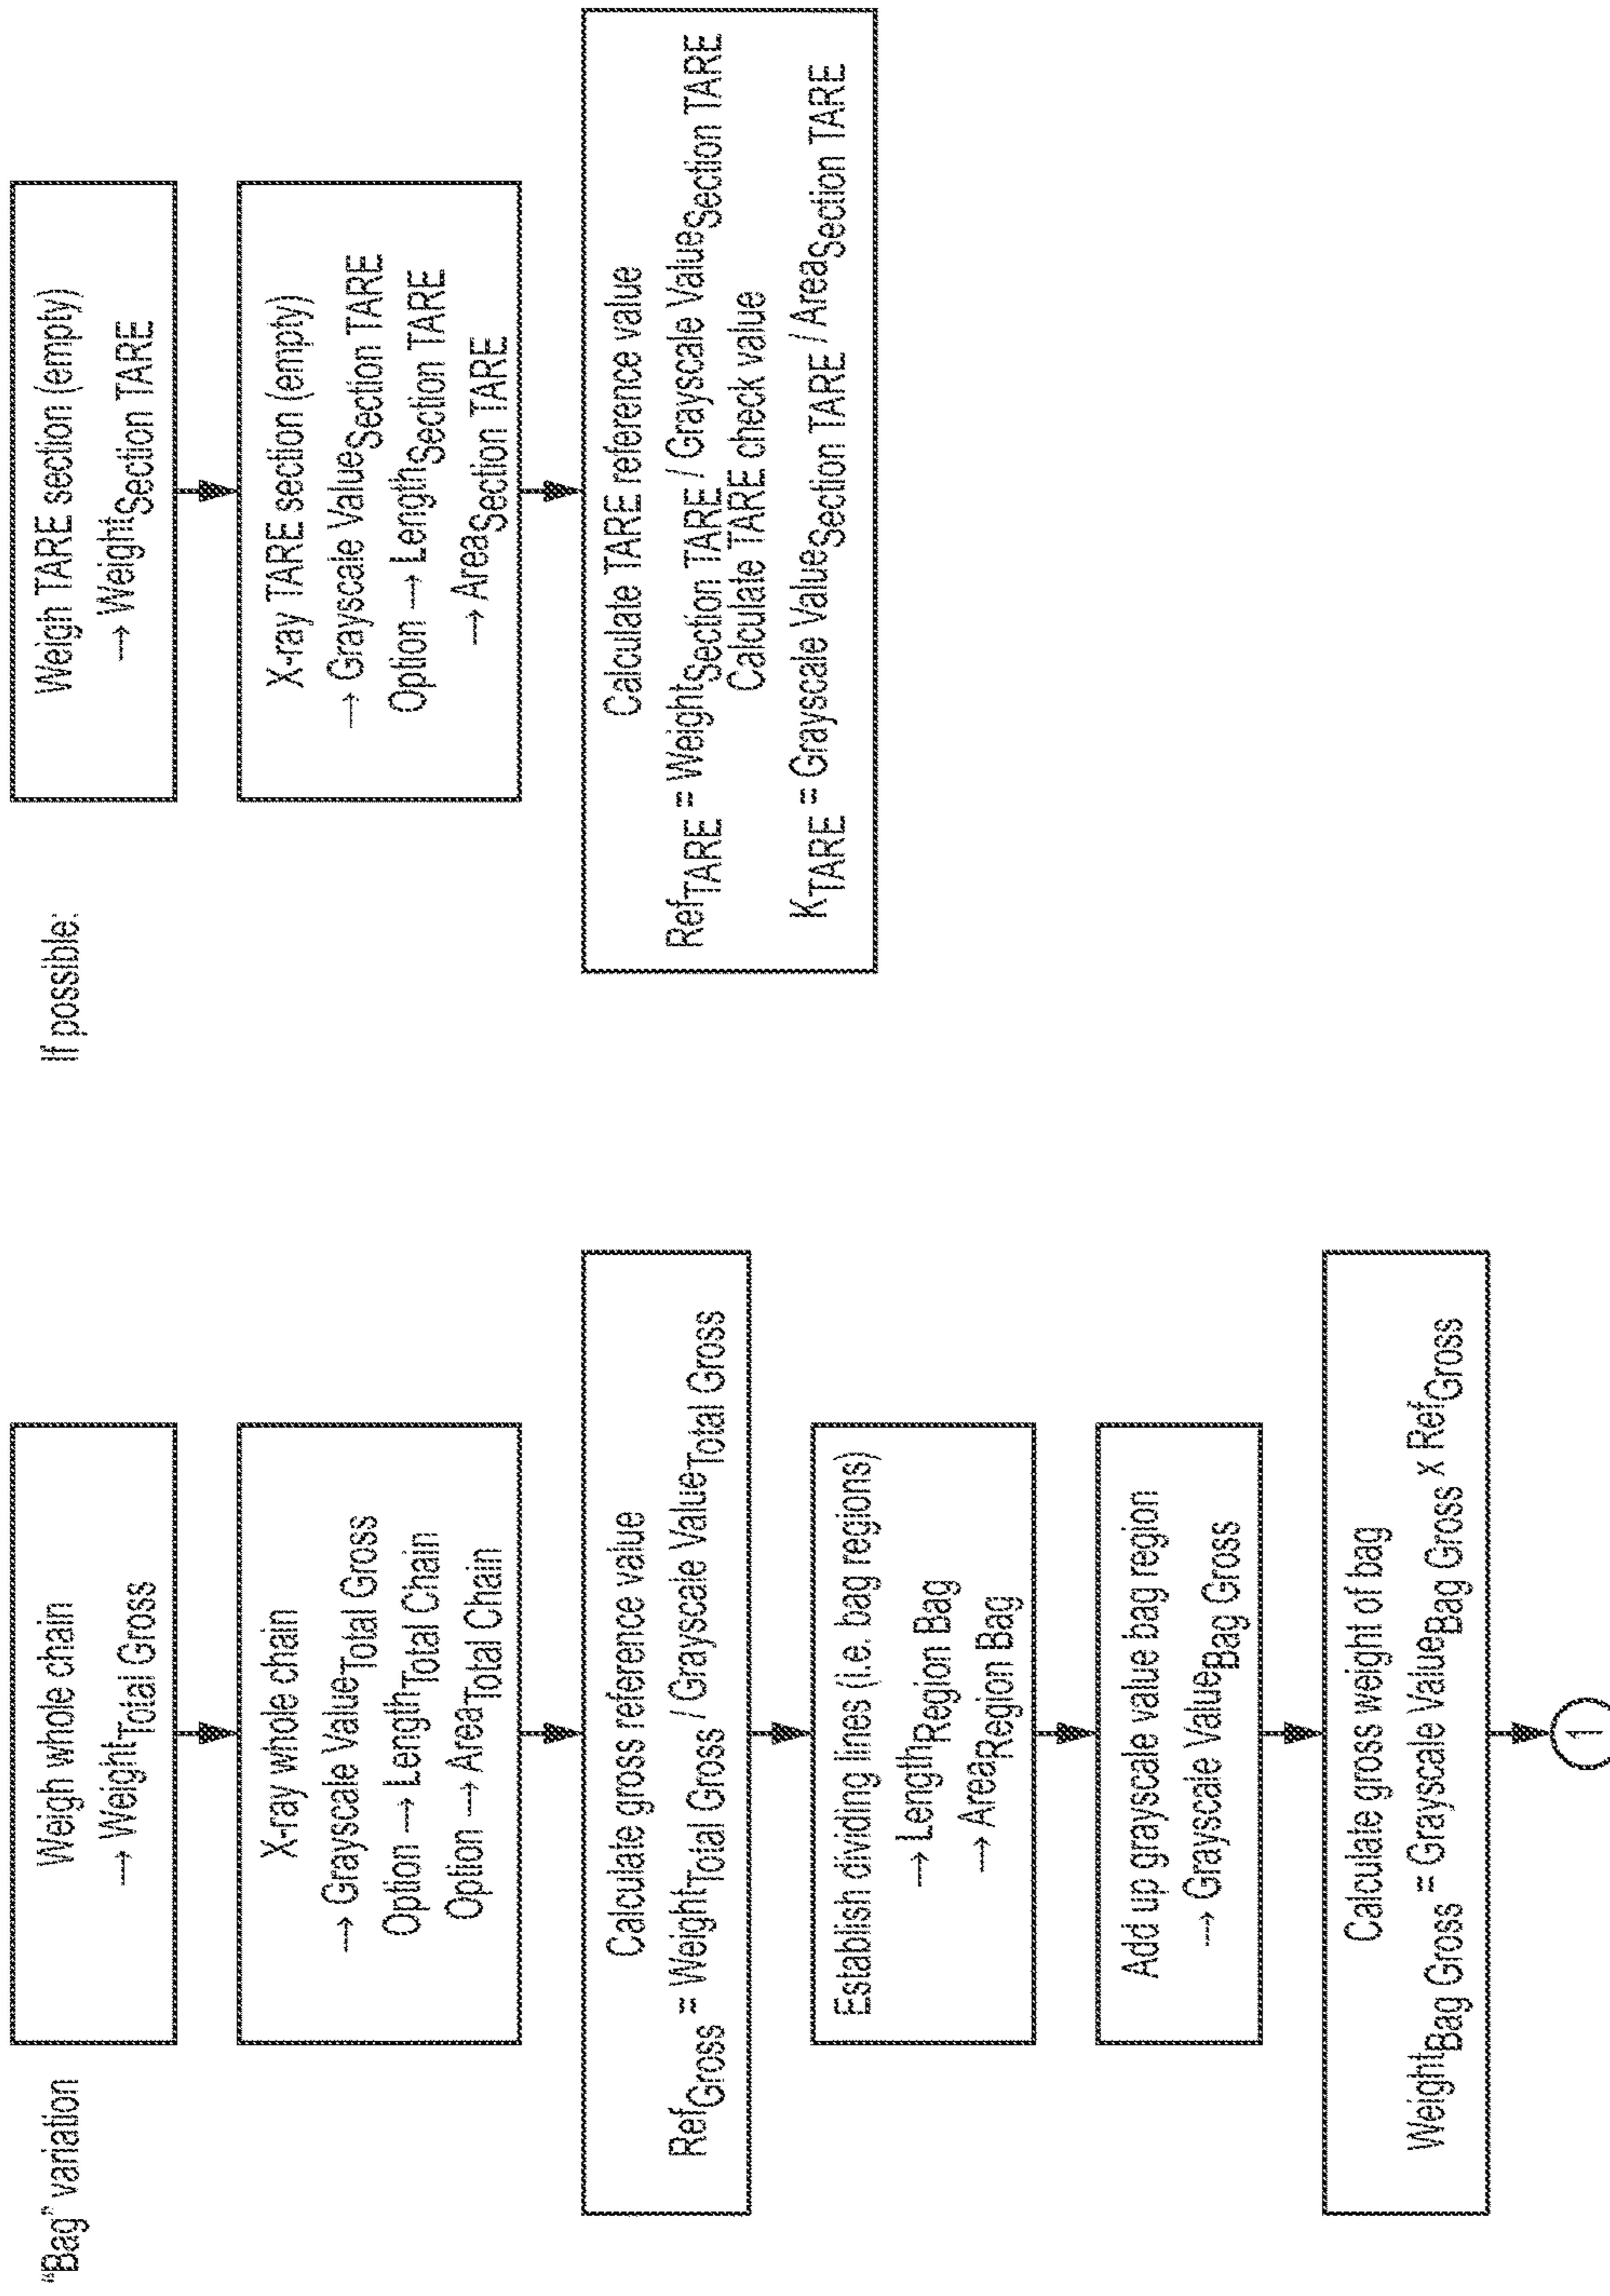 "Bag" variation
Weigh whole chain
→ Weight_Total Gross
X-ray whole chain
→ Grayscale Value_Total Gross
Option → Length_Total Chain
Option → Area_Total Chain
Calculate gross reference value
Ref_Gross = Weight_Total Gross / Grayscale Value_Total Gross
Establish dividing lines (i.e. bag regions)
→ Length_Region Bag
→ Area_Region Bag
Add up grayscale value bag region
→ Grayscale Value_Bag Gross
Calculate gross weight of bag
Weight_Bag Gross = Grayscale Value_Bag Gross x Ref_Gross
1
If possible:
Weigh TARE section (empty)
→ Weight_Section TARE
X-ray TARE section (empty)
→ Grayscale Value_Section TARE
Option → Length_Section TARE
→ Area_Section TARE
Calculate TARE reference value
Ref_TARE = Weight_Section TARE / Grayscale Value_Section TARE
Calculate TARE check value
K_TARE = Grayscale Value_Section TARE / Area_Section TARE